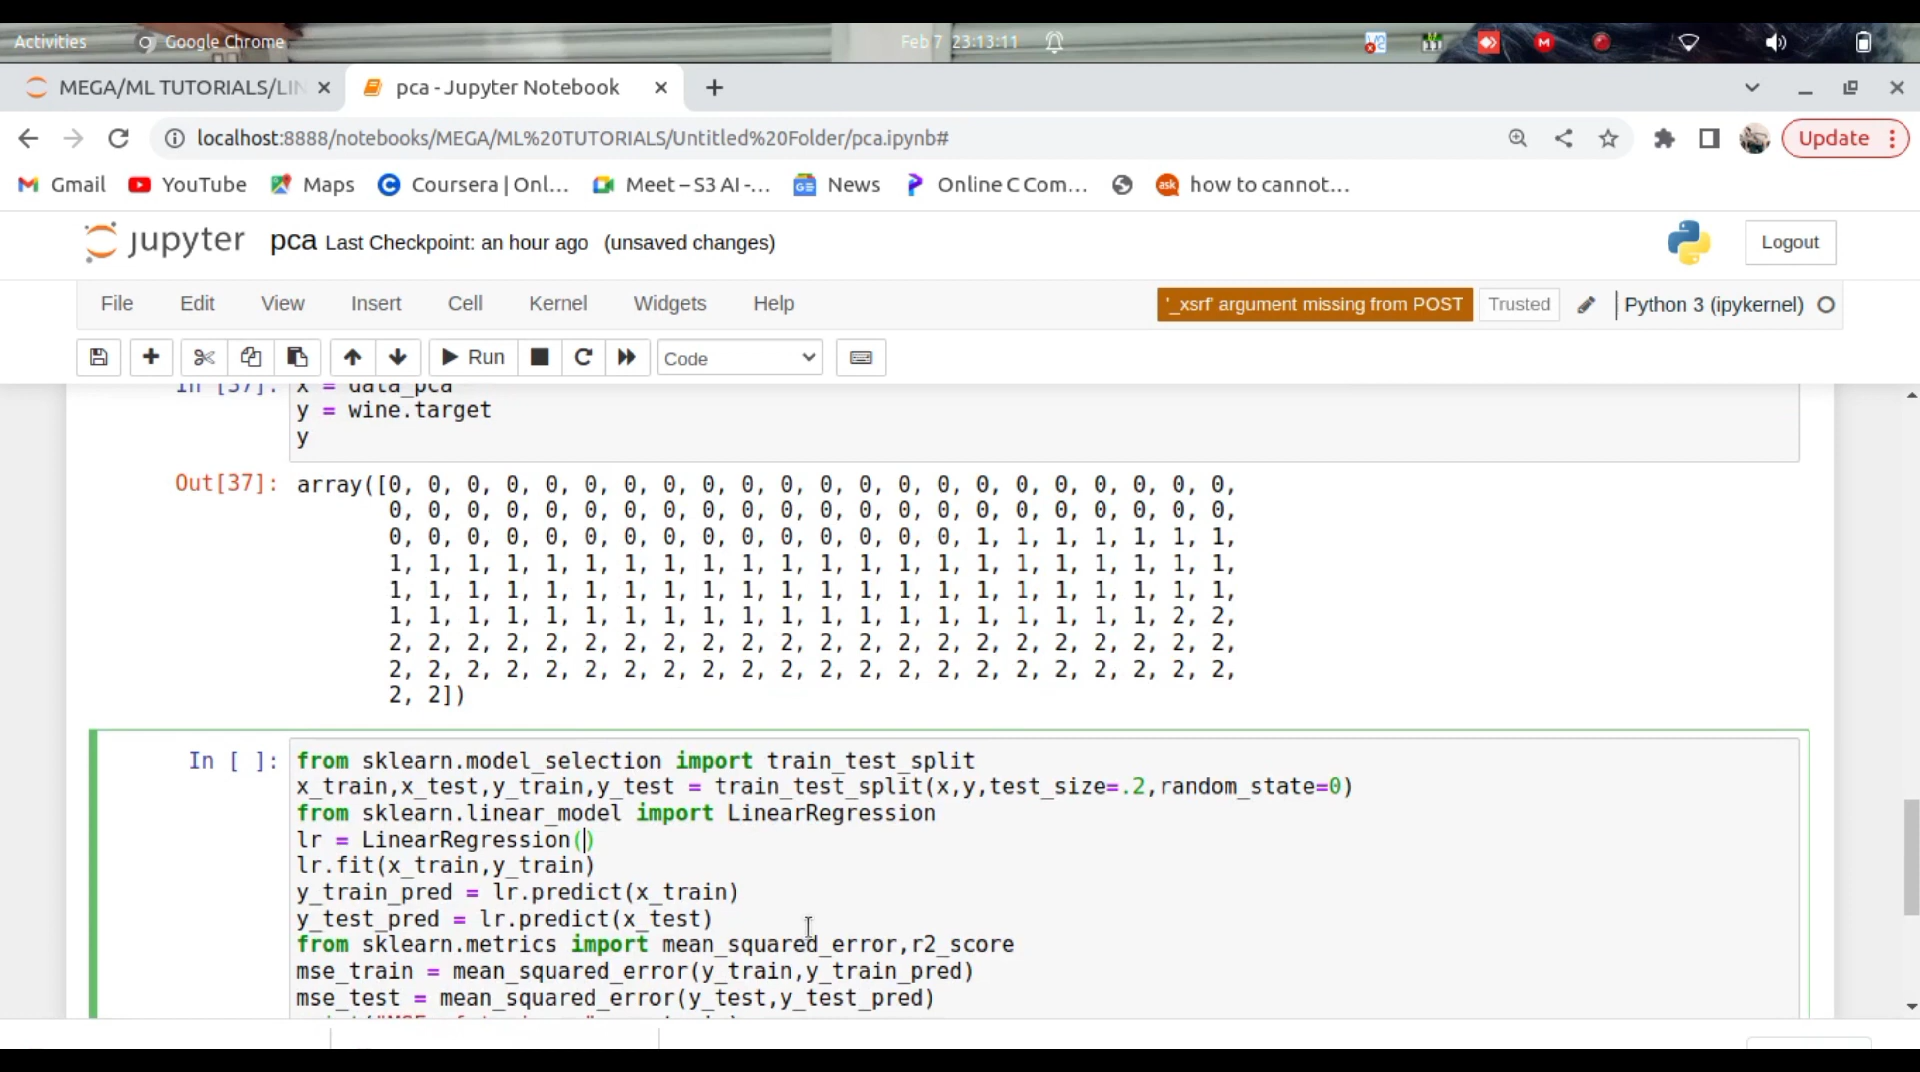 Activities Google Chrome Feb 7 23:13:11
MEGA/ML TUTORIALS/LIN pca - Jupyter Notebook
localhost:8888/notebooks/MEGA/ML%20TUTORIALS/Untitled%20Folder/pca.ipynb# Update
Gmail YouTube Maps Coursera | Onl... Meet – S3 AI -... News Online C Com... ask how to cannot...
jupyter pca Last Checkpoint: an hour ago (unsaved changes) Logout
File Edit View Insert Cell Kernel Widgets Help '_xsrf' argument missing from POST Trusted Python 3 (ipykernel)
Run Code
In [37]: x = data_pca
y = wine.target
y
Out[37]: array([0, 0, 0, 0, 0, 0, 0, 0, 0, 0, 0, 0, 0, 0, 0, 0, 0, 0, 0, 0, 0, 0,
0, 0, 0, 0, 0, 0, 0, 0, 0, 0, 0, 0, 0, 0, 0, 0, 0, 0, 0, 0, 0, 0,
0, 0, 0, 0, 0, 0, 0, 0, 0, 0, 0, 0, 0, 0, 0, 1, 1, 1, 1, 1, 1, 1,
1, 1, 1, 1, 1, 1, 1, 1, 1, 1, 1, 1, 1, 1, 1, 1, 1, 1, 1, 1, 1, 1,
1, 1, 1, 1, 1, 1, 1, 1, 1, 1, 1, 1, 1, 1, 1, 1, 1, 1, 1, 1, 1, 1,
1, 1, 1, 1, 1, 1, 1, 1, 1, 1, 1, 1, 1, 1, 1, 1, 1, 1, 1, 1, 2, 2,
2, 2, 2, 2, 2, 2, 2, 2, 2, 2, 2, 2, 2, 2, 2, 2, 2, 2, 2, 2, 2, 2,
2, 2, 2, 2, 2, 2, 2, 2, 2, 2, 2, 2, 2, 2, 2, 2, 2, 2, 2, 2, 2, 2,
2, 2])
In [ ]: from sklearn.model_selection import train_test_split
x_train,x_test,y_train,y_test = train_test_split(x,y,test_size=.2,random_state=0)
from sklearn.linear_model import LinearRegression
lr = LinearRegression()
lr.fit(x_train,y_train)
y_train_pred = lr.predict(x_train)
y_test_pred = lr.predict(x_test)
from sklearn.metrics import mean_squared_error,r2_score
mse_train = mean_squared_error(y_train,y_train_pred)
mse_test = mean_squared_error(y_test,y_test_pred)